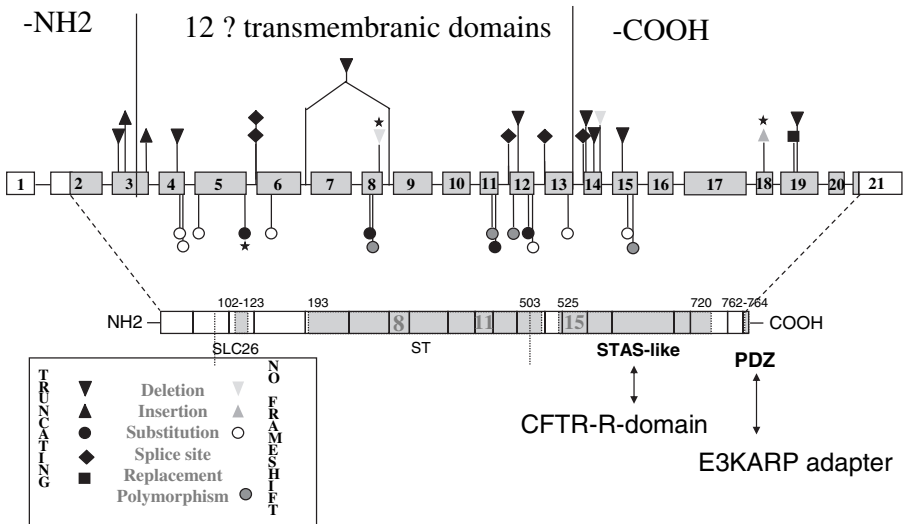 -NH2 12 ? transmembranic domains -COOH
1 2 3 4 5 6 7 8 9 10 11 12 13 14 15 16 17 18 19 20 21
102-123 193 503 525 720 762-764
NH2 8 11 15 COOH
SLC26 ST STAS-like PDZ
CFTR-R-domain
E3KARP adapter
TRUNCATING
NO FRAMESHIFT
Deletion
Insertion
Substitution
Splice site
Replacement
Polymorphism